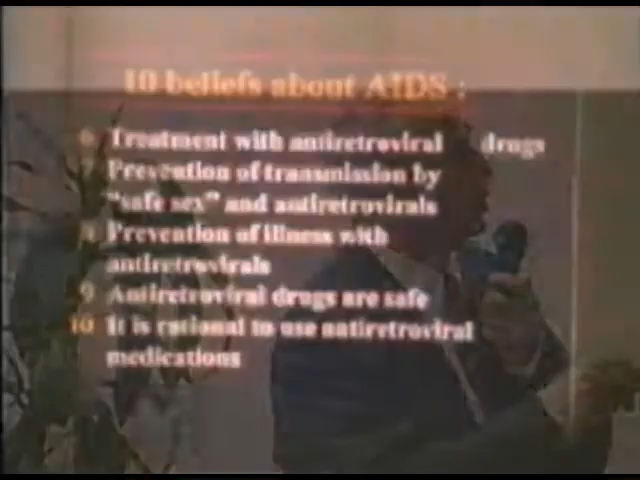 10 beliefs about AIDS :
6 Treatment with antiretroviral drugs
7 Prevention of transmission by
"safe sex" and antiretrovirals
8 Prevention of illness with
antiretrovirals
9 Antiretroviral drugs are safe
10 It is rational to use antiretroviral
medications